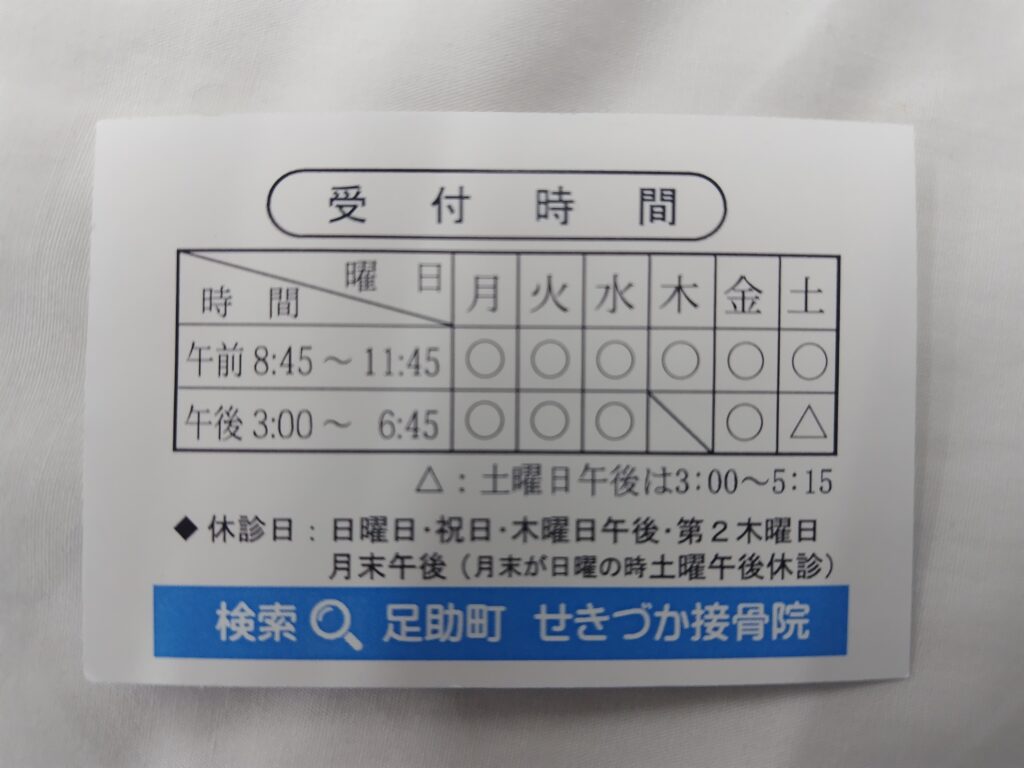 受付時間
曜日 時間 月 火 水 木 金 土
午前 8:45 ～ 11:45 ○ ○ ○ ○ ○ ○
午後 3:00 ～ 6:45 ○ ○ ○ ＼ ○ △
△：土曜日午後は3:00～5:15
◆ 休診日：日曜日・祝日・木曜日午後・第２木曜日
月末午後（月末が日曜の時土曜午後休診）
検索 足助町 せきづか接骨院